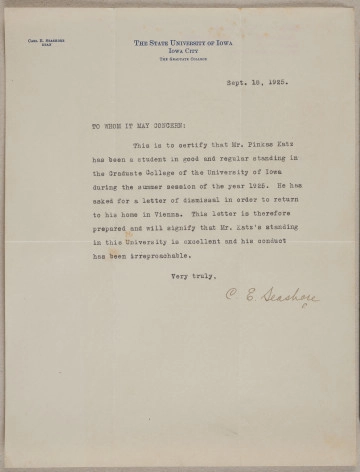 CARL E. SEASHORE
DEAN
THE STATE UNIVERSITY OF IOWA
IOWA CITY
THE GRADUATE COLLEGE
Sept. 16, 1925.
TO WHOM IT MAY CONCERN:
This is to certify that Mr. Pinkas Katz
has been a student in good and regular standing in
the Graduate College of the University of Iowa
during the summer session of the year 1925. He has
asked for a letter of dismissal in order to return
to his home in Vienna. This letter is therefore
prepared and will signify that Mr. Katz's standing
in this University is excellent and his conduct
has been irreproachable.
Very truly,
C. E. Seashore